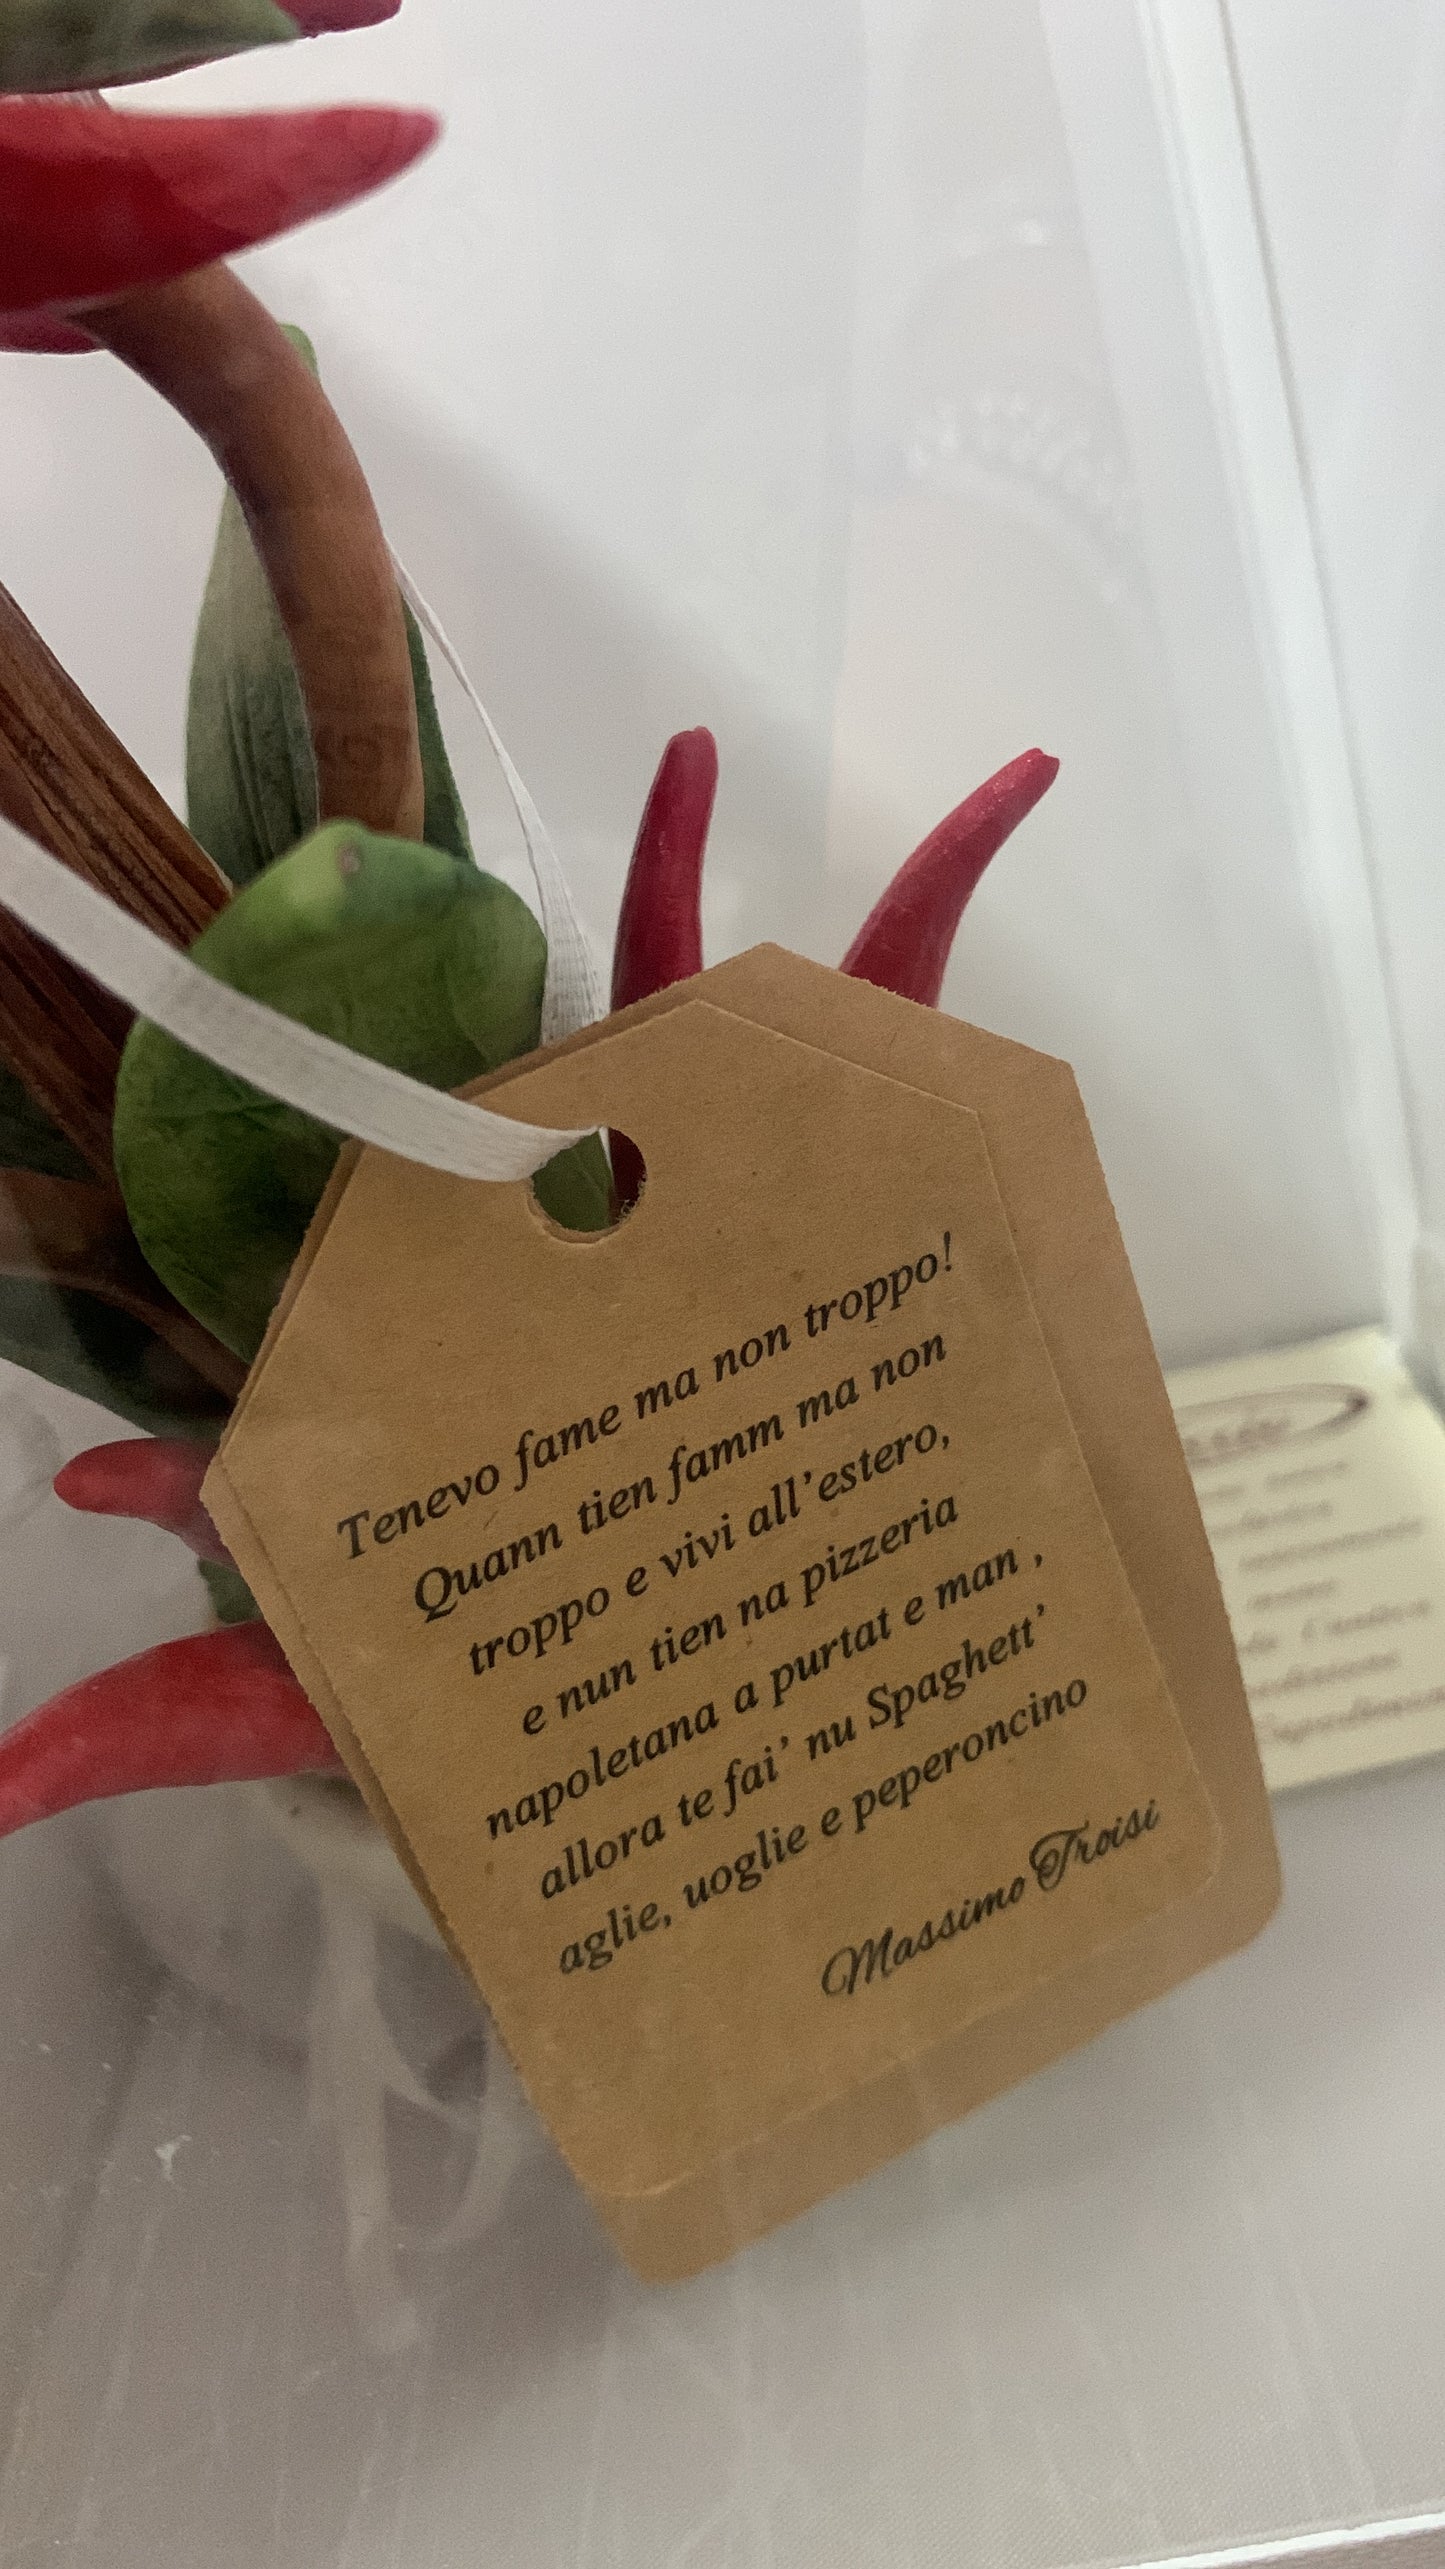 Tenevo fame ma non troppo!
Quann tien famm ma non
troppo e vivi all'estero,
e nun tien na pizzeria
napoletana a purtat e man ,
allora te fai' nu Spaghett'
aglie, uoglie e peperoncino
Massimo Troisi